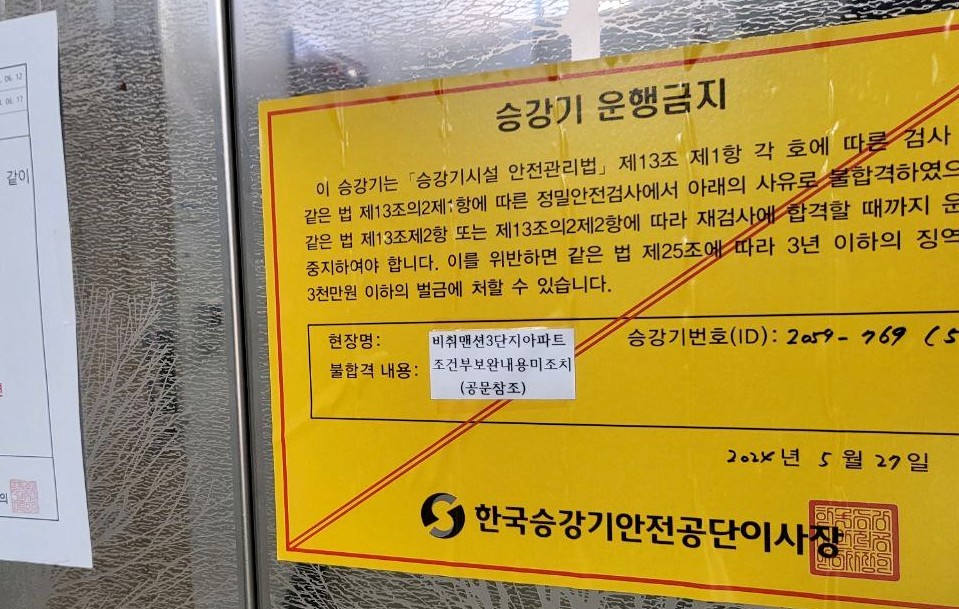 06. 12
06. 17
같이
의
승강기 운행금지
이 승강기는 「승강기시설 안전관리법」 제13조 제1항 각 호에 따른 검사
같은 법 제13조의2제1항에 따른 정밀안전검사에서 아래의 사유로 불합격하였으
같은 법 제13조제2항 또는 제13조의2제2항에 따라 재검사에 합격할 때까지 운
중지하여야 합니다. 이를 위반하면 같은 법 제25조에 따라 3년 이하의 징역
3천만원 이하의 벌금에 처할 수 있습니다.
현장명: 비취맨션3단지아파트 승강기번호(ID): 2059-769 (5
불합격 내용: 조건부보완내용미조치
(공문참조)
2024년 5월 27일
한국승강기안전공단이사장